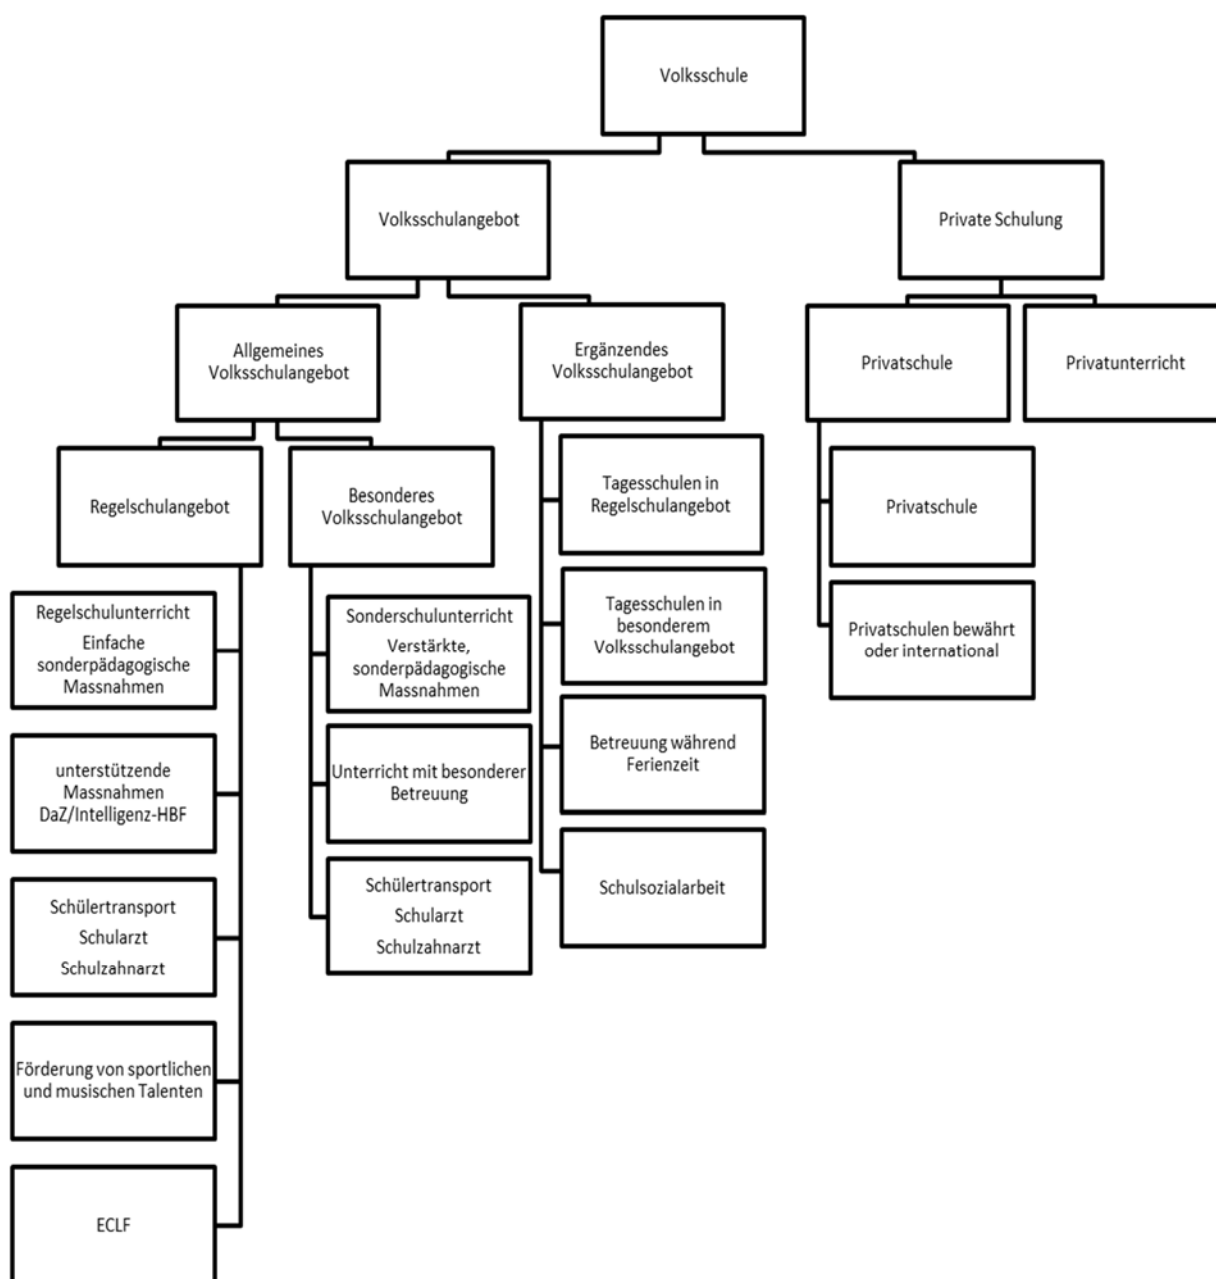 Volksschule
Volksschulangebot
Private Schulung
Allgemeines
Volksschulangebot
Ergänzendes
Volksschulangebot
Privatschule
Privatunterricht
Regelschulangebot
Besonderes
Volksschulangebot
Tagesschulen in
Regelschulangebot
Privatschule
Regelschulunterricht
Einfache
sonderpädagogische
Massnahmen
Sonderschulunterricht
Verstärkte,
sonderpädagogische
Massnahmen
Tagesschulen in
besonderem
Volksschulangebot
Privatschulen bewährt
oder international
unterstützende
Massnahmen
DaZ/Intelligenz-HBF
Unterricht mit besonderer
Betreuung
Betreuung während
Ferienzeit
Schülertransport
Schularzt
Schulzahnarzt
Schülertransport
Schularzt
Schulzahnarzt
Schulsozialarbeit
Förderung von sportlichen
und musischen Talenten
ECLF